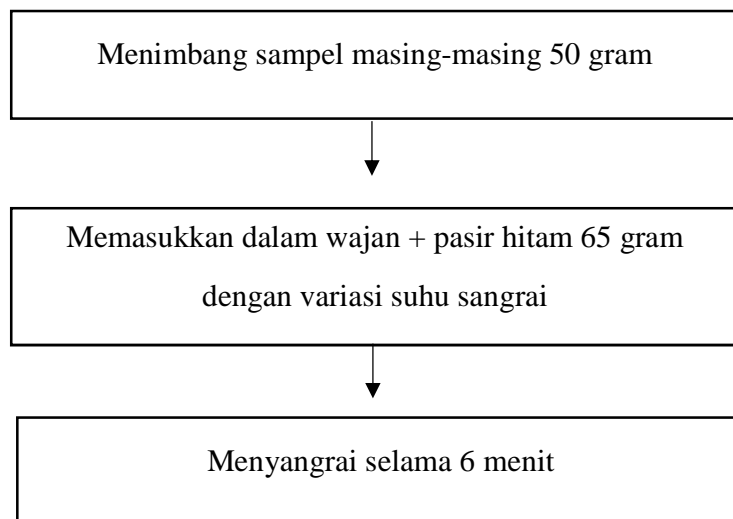 Menimbang sampel masing-masing 50 gram
Memasukkan dalam wajan + pasir hitam 65 gram
dengan variasi suhu sangrai
Menyangrai selama 6 menit